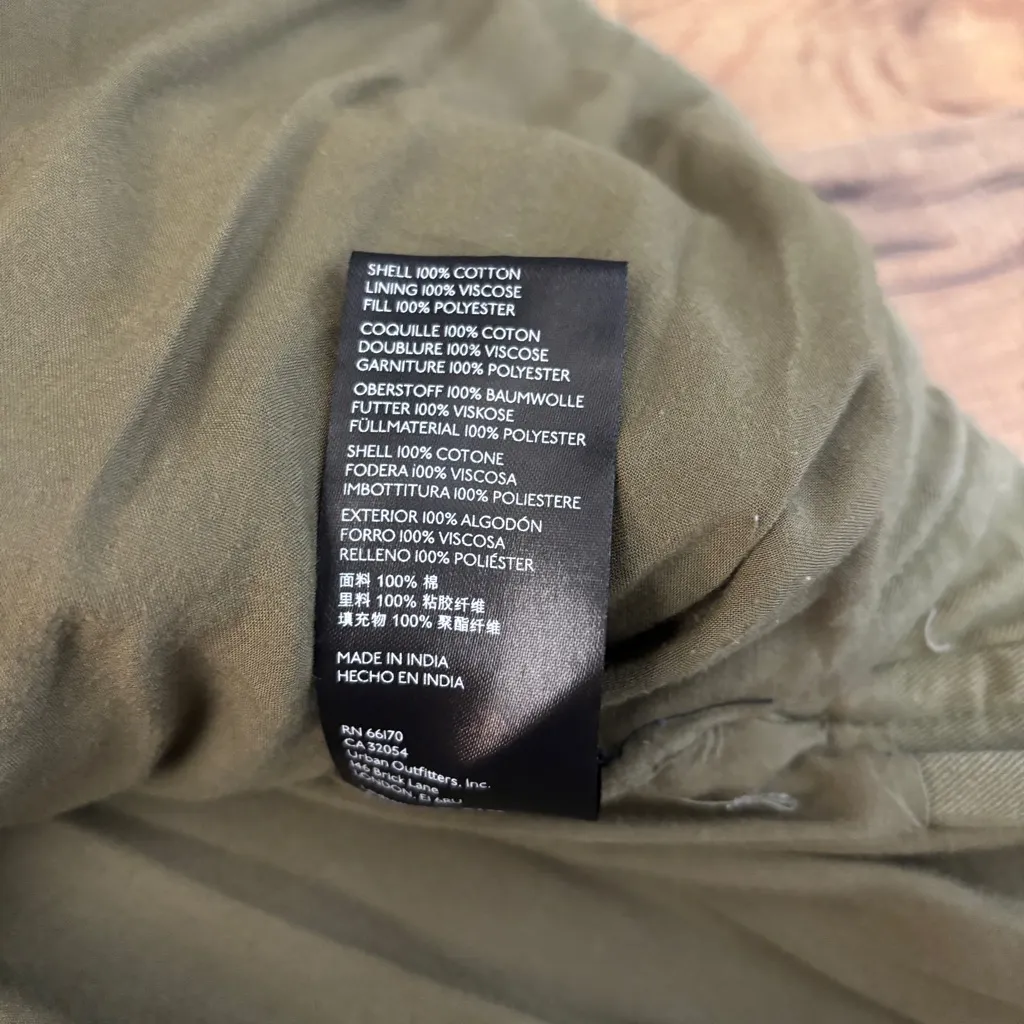 SHELL 100% COTTON
LINING 100% VISCOSE
FILL 100% POLYESTER
COQUILLE 100% COTON
DOUBLURE 100% VISCOSE
GARNITURE 100% POLYESTER
OBERSTOFF 100% BAUMWOLLE
FUTTER 100% VISKOSE
FÜLLMATERIAL 100% POLYESTER
SHELL 100% COTONE
FODERA 100% VISCOSA
IMBOTTITURA 100% POLIESTERE
EXTERIOR 100% ALGODÓN
FORRO 100% VISCOSA
RELLENO 100% POLIÉSTER
面料 100% 棉
里料 100% 粘胶纤维
填充物 100% 聚酯纤维
MADE IN INDIA
HECHO EN INDIA
RN 66170
CA 32054
Urban Outfitters, Inc.
146 Brick Lane
LONDON, E1 6RU